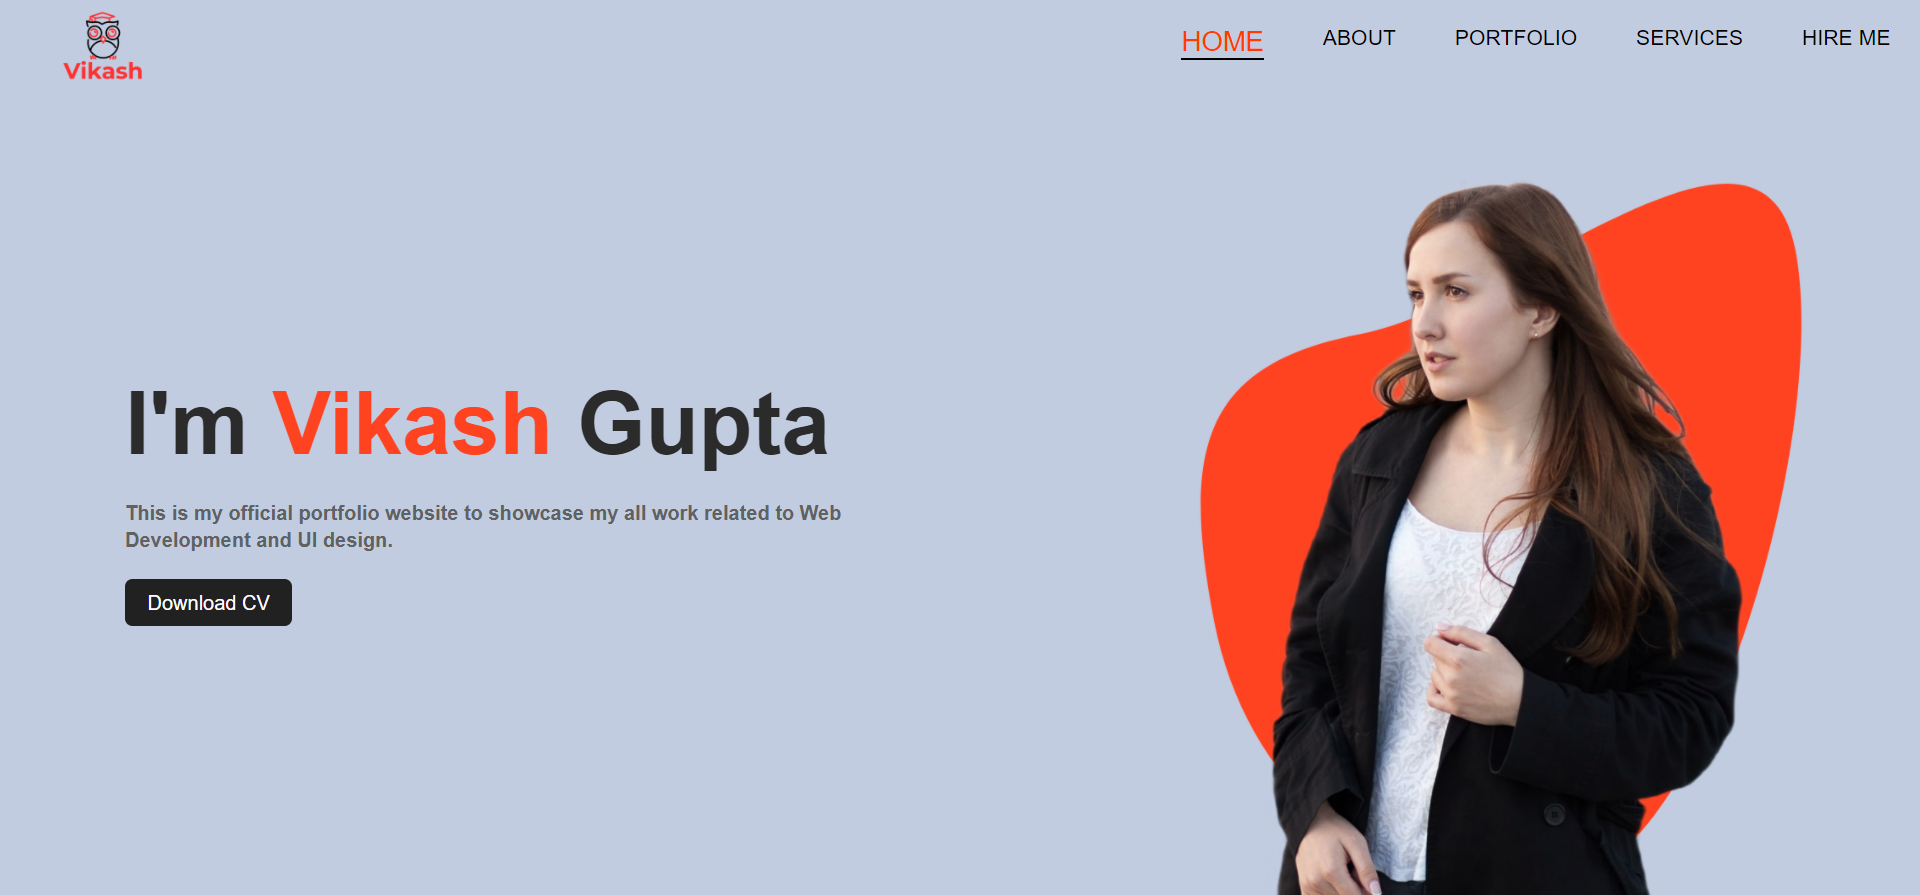 Vikash
HOME
ABOUT
PORTFOLIO
SERVICES
HIRE ME
I'm Vikash Gupta
This is my official portfolio website to showcase my all work related to Web
Development and UI design.
Download CV